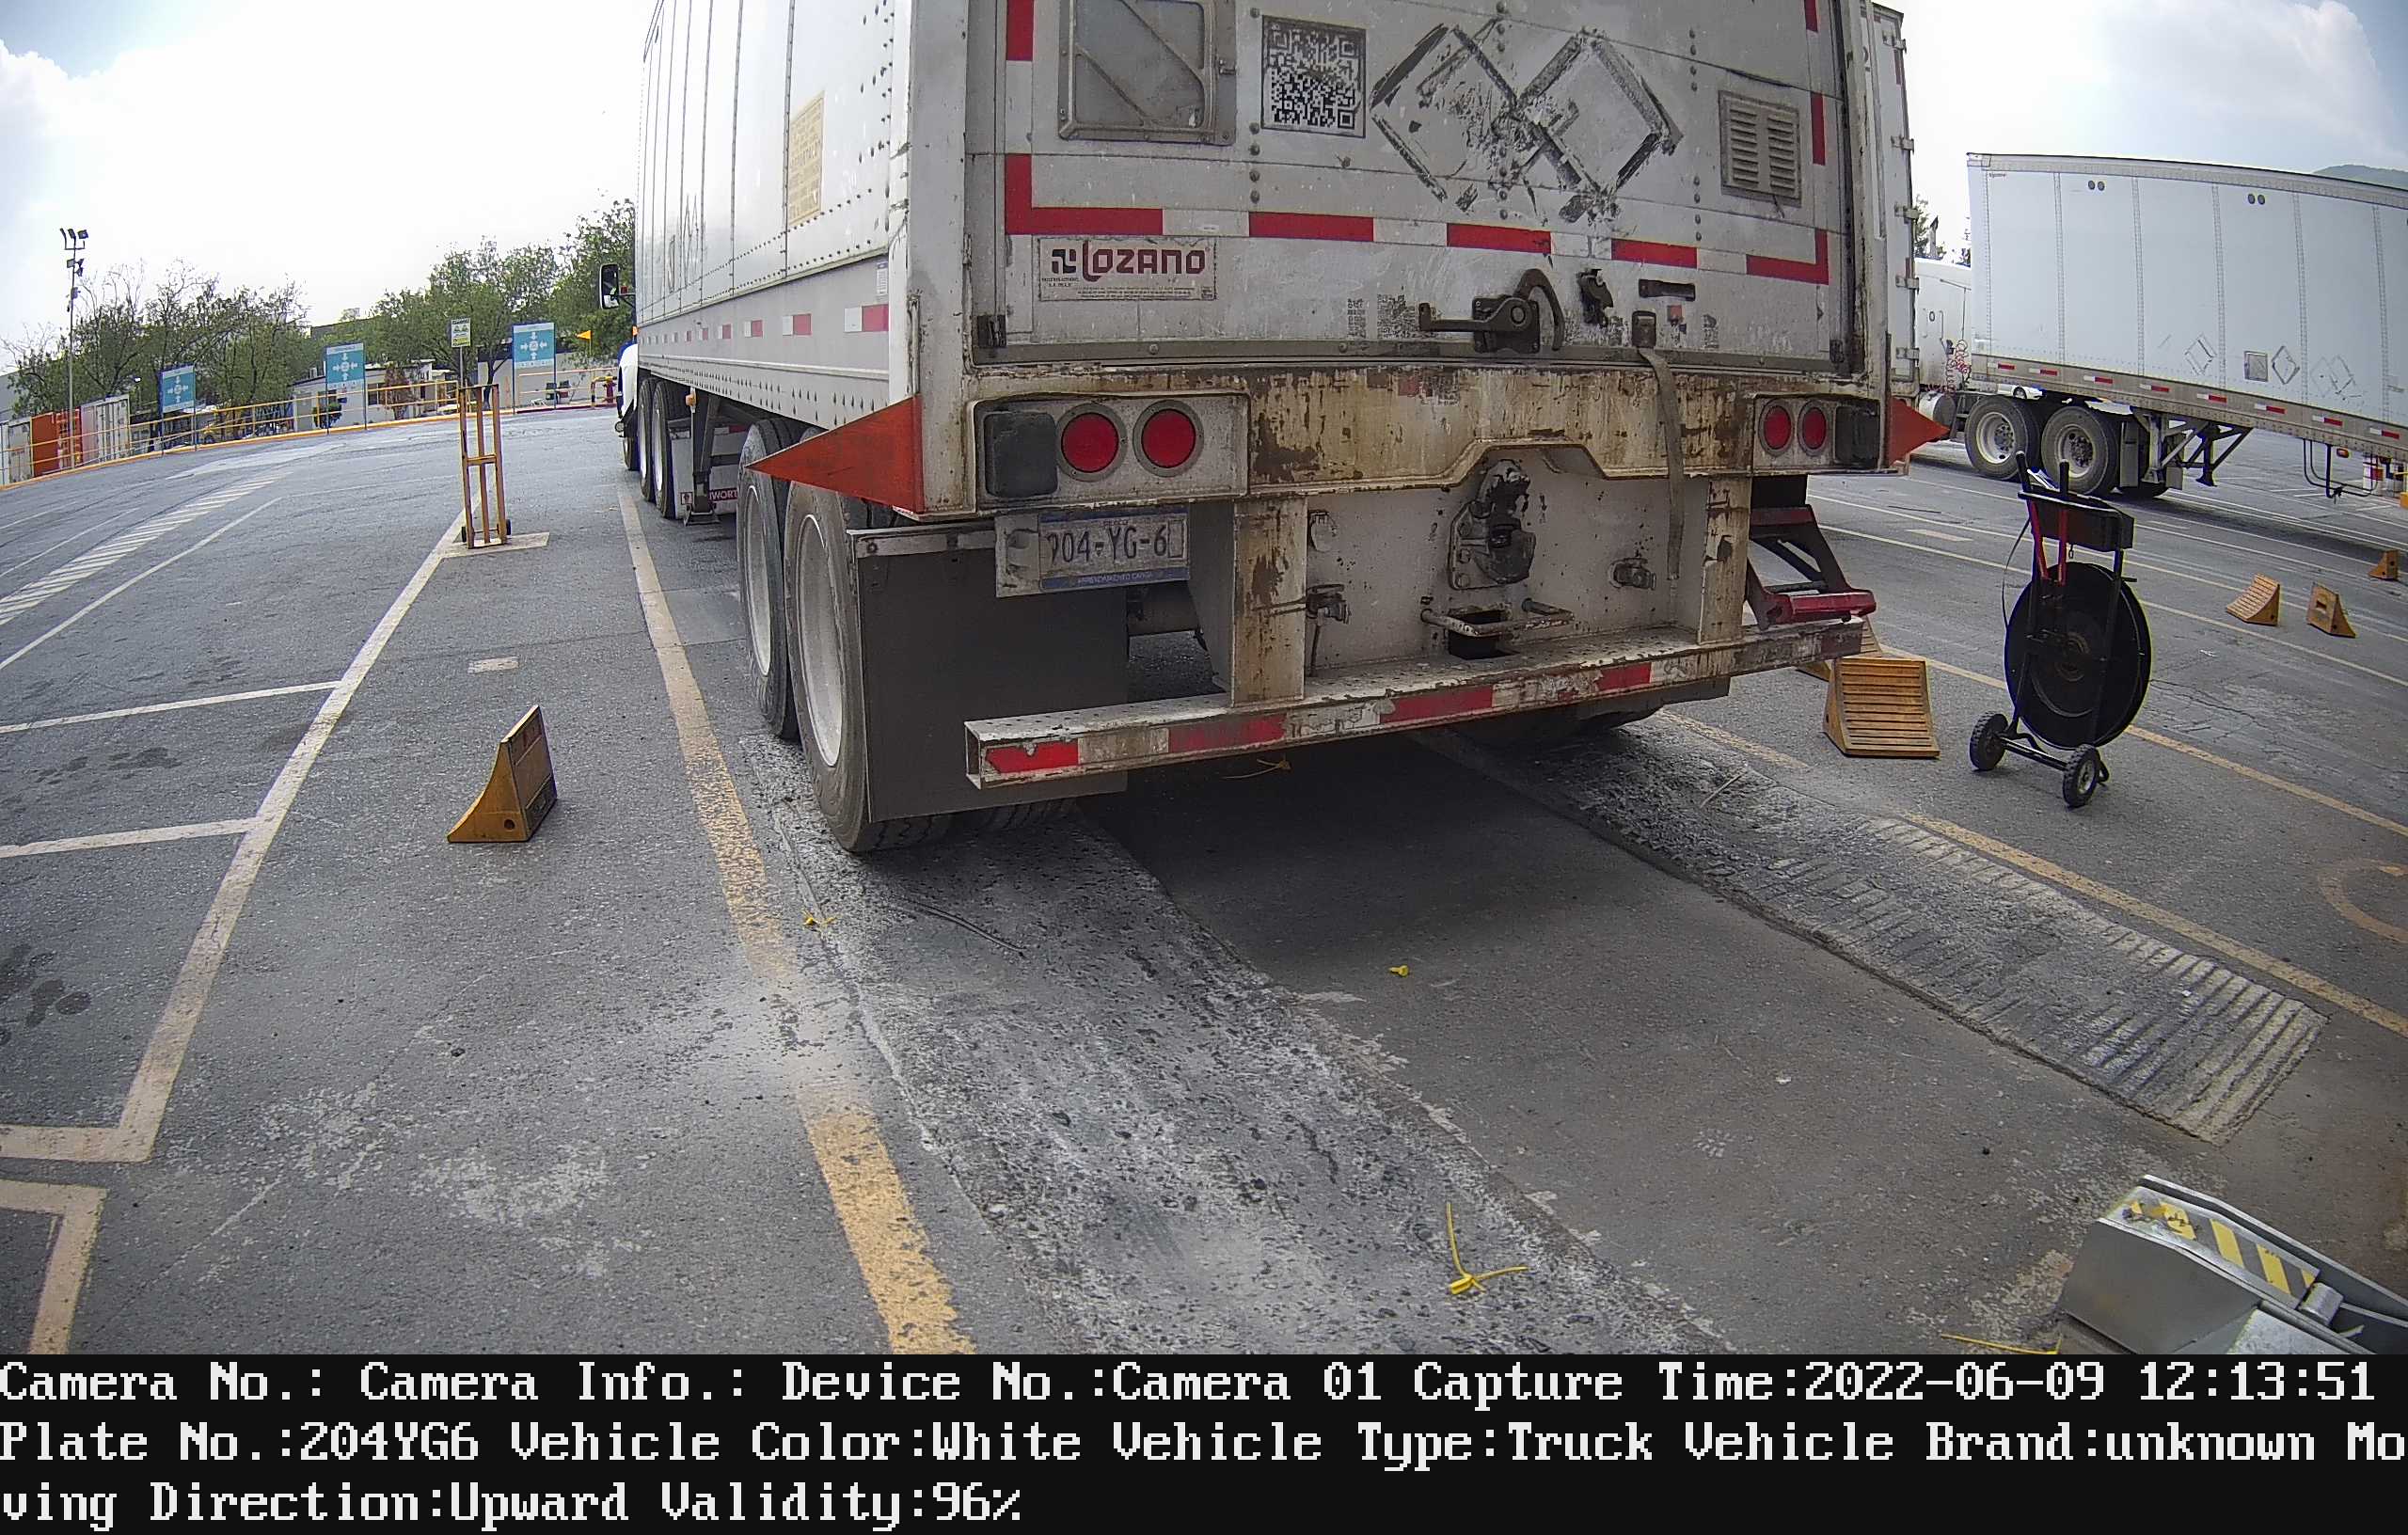 LOZANO
204-YG-6
ARRENDAMIENTO CARGA
Camera No.: Camera Info.: Device No.:Camera 01 Capture Time:2022-06-09 12:13:51
Plate No.:204YG6 Vehicle Color:White Vehicle Type:Truck Vehicle Brand:unknown Mo
ving Direction:Upward Validity:96%